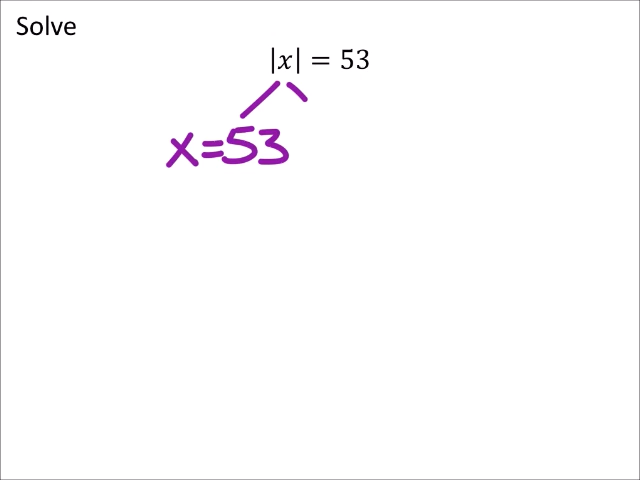 Solve
|x| = 53
x=53